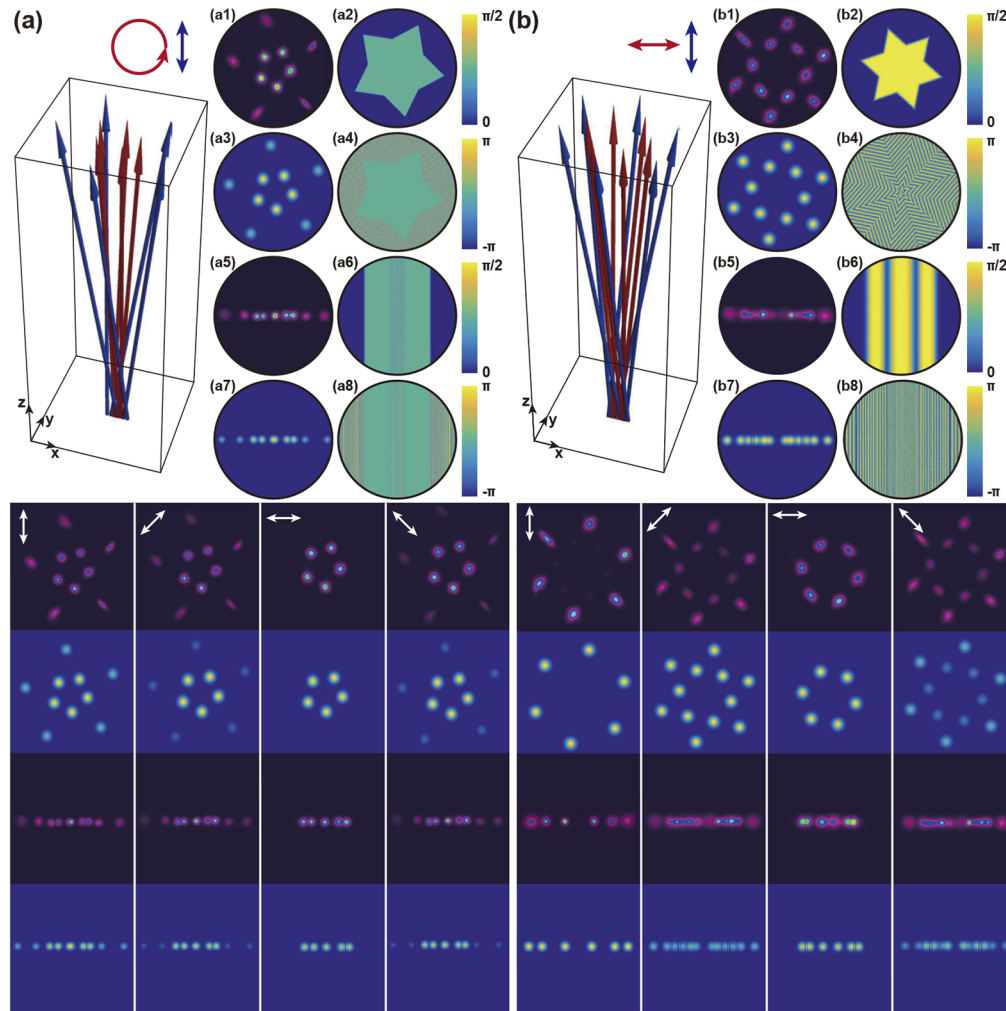 (a)
(a1)
(a2)
π/2
0
(a3)
(a4)
π
-π
(a5)
(a6)
π/2
0
(a7)
(a8)
π
-π
z
y
x
(b)
(b1)
(b2)
π/2
0
(b3)
(b4)
π
-π
(b5)
(b6)
π/2
0
(b7)
(b8)
π
-π
z
y
x